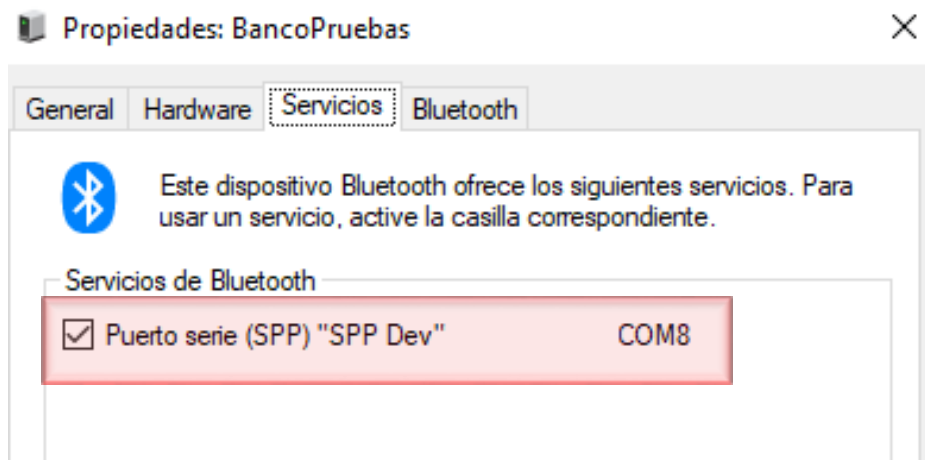 Propiedades: BancoPruebas
General Hardware Servicios Bluetooth
Este dispositivo Bluetooth ofrece los siguientes servicios. Para
usar un servicio, active la casilla correspondiente.
Servicios de Bluetooth
Puerto serie (SPP) "SPP Dev" COM8